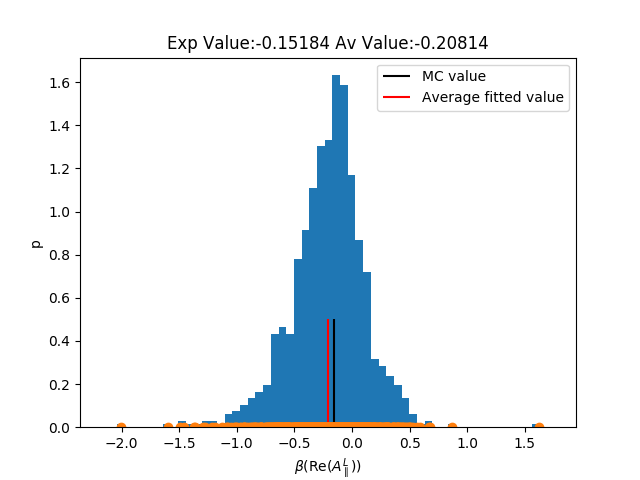 Exp Value:-0.15184 Av Value:-0.20814
MC value
Average fitted value
1.6
1.4
1.2
1.0
0.8
0.6
0.4
0.2
0.0
p
−2.0 −1.5 −1.0 −0.5 0.0 0.5 1.0 1.5
β(Re(A∥^L))